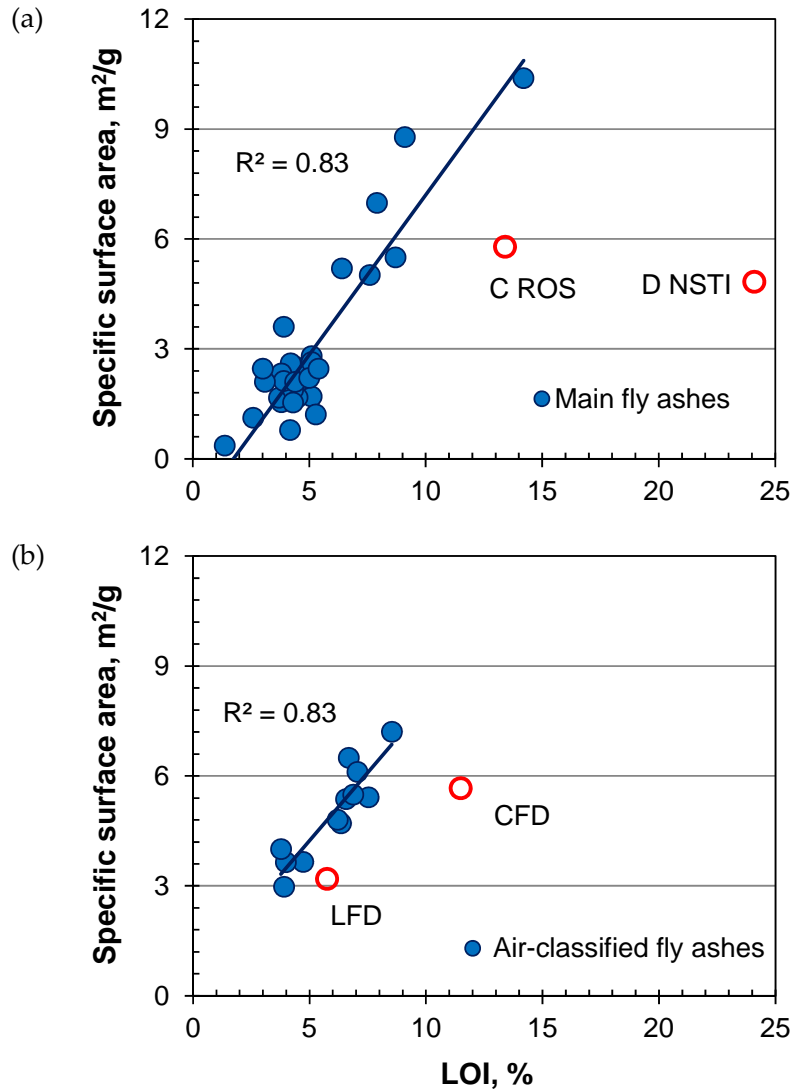 (a)
Specific surface area, m²/g
12
9
6
3
0
R² = 0.83
C ROS
D NSTI
Main fly ashes
0 5 10 15 20 25
(b)
Specific surface area, m²/g
12
9
6
3
0
R² = 0.83
CFD
LFD
Air-classified fly ashes
0 5 10 15 20 25
LOI, %